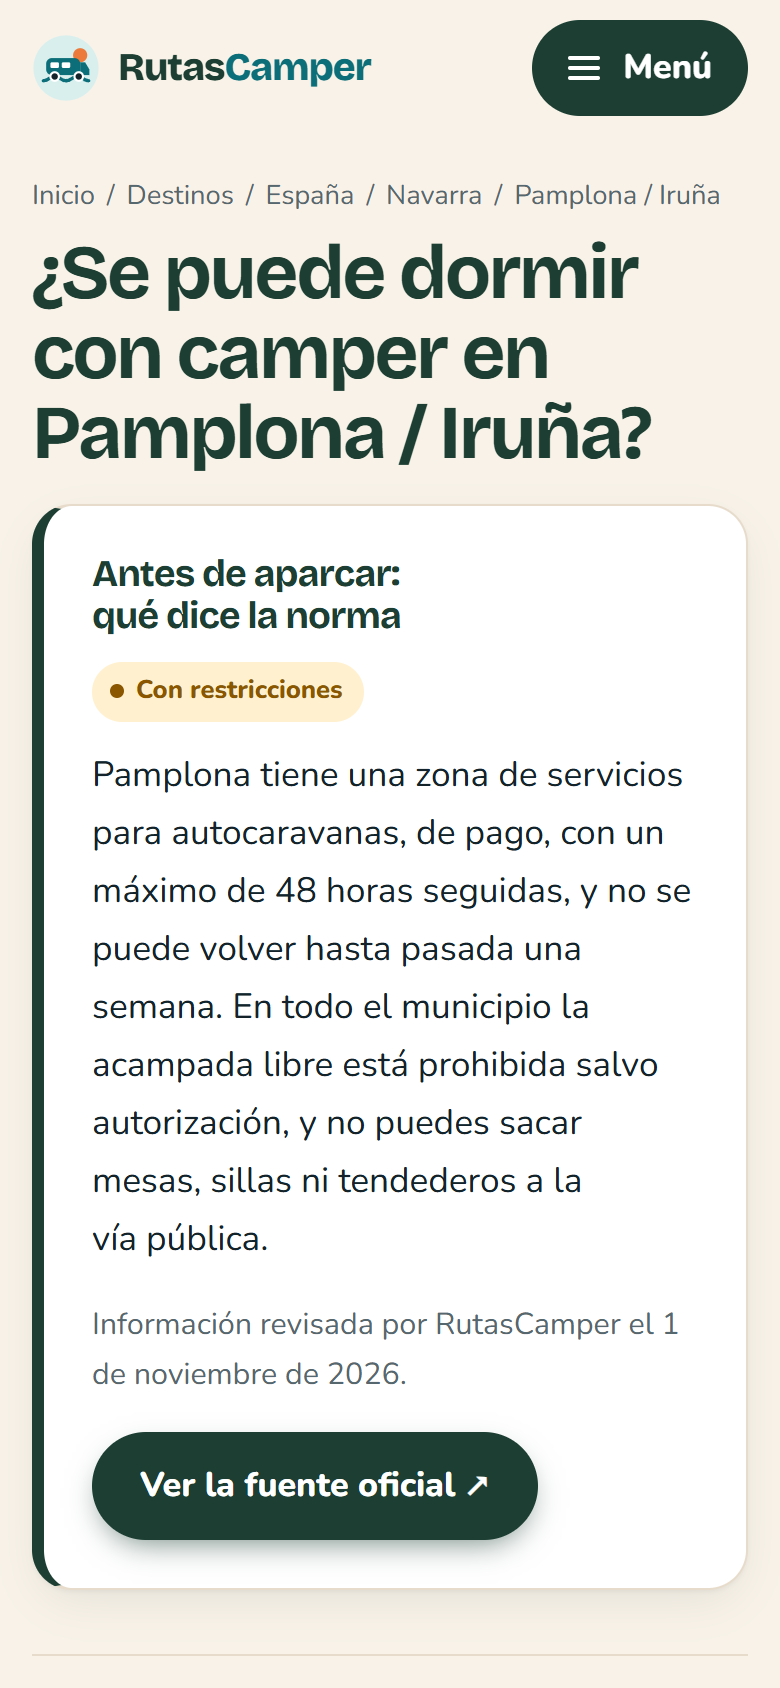 RutasCamper
Menú
Inicio / Destinos / España / Navarra / Pamplona / Iruña
¿Se puede dormir
con camper en
Pamplona / Iruña?
Antes de aparcar:
qué dice la norma
Con restricciones
Pamplona tiene una zona de servicios
para autocaravanas, de pago, con un
máximo de 48 horas seguidas, y no se
puede volver hasta pasada una
semana. En todo el municipio la
acampada libre está prohibida salvo
autorización, y no puedes sacar
mesas, sillas ni tendederos a la
vía pública.
Información revisada por RutasCamper el 1
de noviembre de 2026.
Ver la fuente oficial ↗